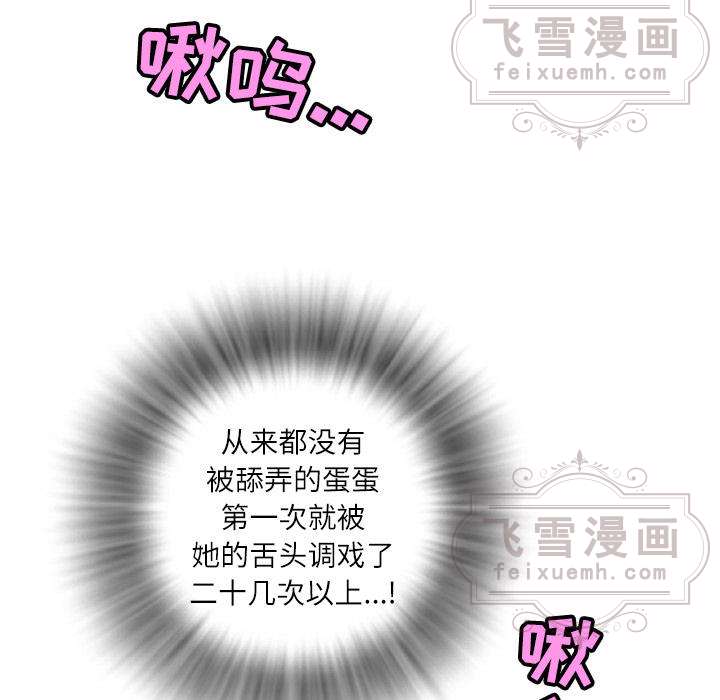 飞雪漫画
feixuemh.com
啾呜...
从来都没有
被舔弄的蛋蛋
第一次就被
她的舌头调戏了
二十几次以上...!
飞雪漫画
feixuemh.com
啾